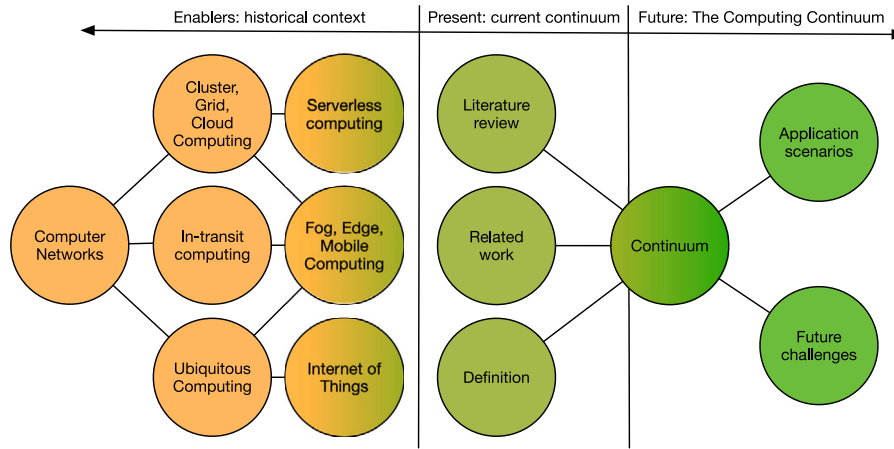 Enablers: historical context
Present: current continuum
Future: The Computing Continuum
Cluster,
Grid,
Cloud
Computing
Serverless
computing
Literature
review
Application
scenarios
Computer
Networks
In-transit
computing
Fog, Edge,
Mobile
Computing
Related
work
Continuum
Ubiquitous
Computing
Internet of
Things
Definition
Future
challenges